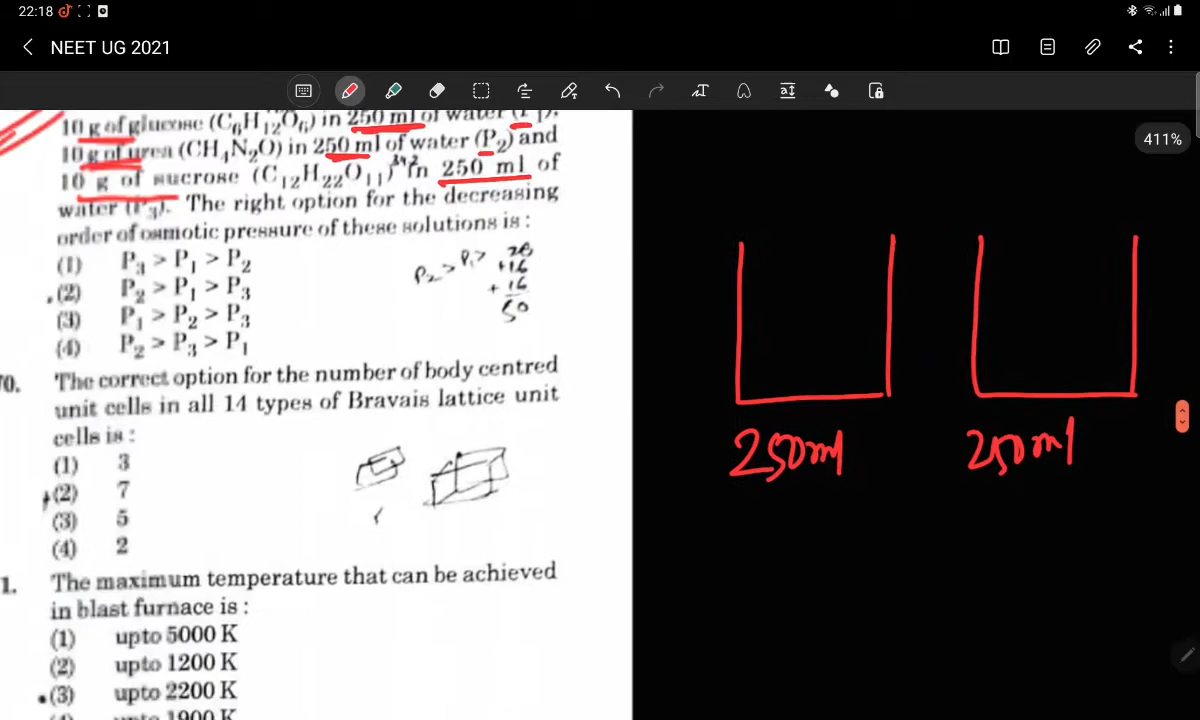 22:18
NEET UG 2021
411%
10 g of glucose (C6H12O6) in 250 ml of water (P1),
10 g of urea (CH4N2O) in 250 ml of water (P2) and
342
10 g of sucrose (C12H22O11) in 250 ml of
water (P3). The right option for the decreasing
order of osmotic pressure of these solutions is :
(1) P3 > P1 > P2
(2) P2 > P1 > P3
(3) P1 > P2 > P3
(4) P2 > P3 > P1
P2 > P1 >
28
+16
+ 16
50
70. The correct option for the number of body centred
unit cells in all 14 types of Bravais lattice unit
cells is :
(1) 3
(2) 7
(3) 5
(4) 2
1. The maximum temperature that can be achieved
in blast furnace is :
(1) upto 5000 K
(2) upto 1200 K
(3) upto 2200 K
(4) upto 1900 K
250ml
250ml